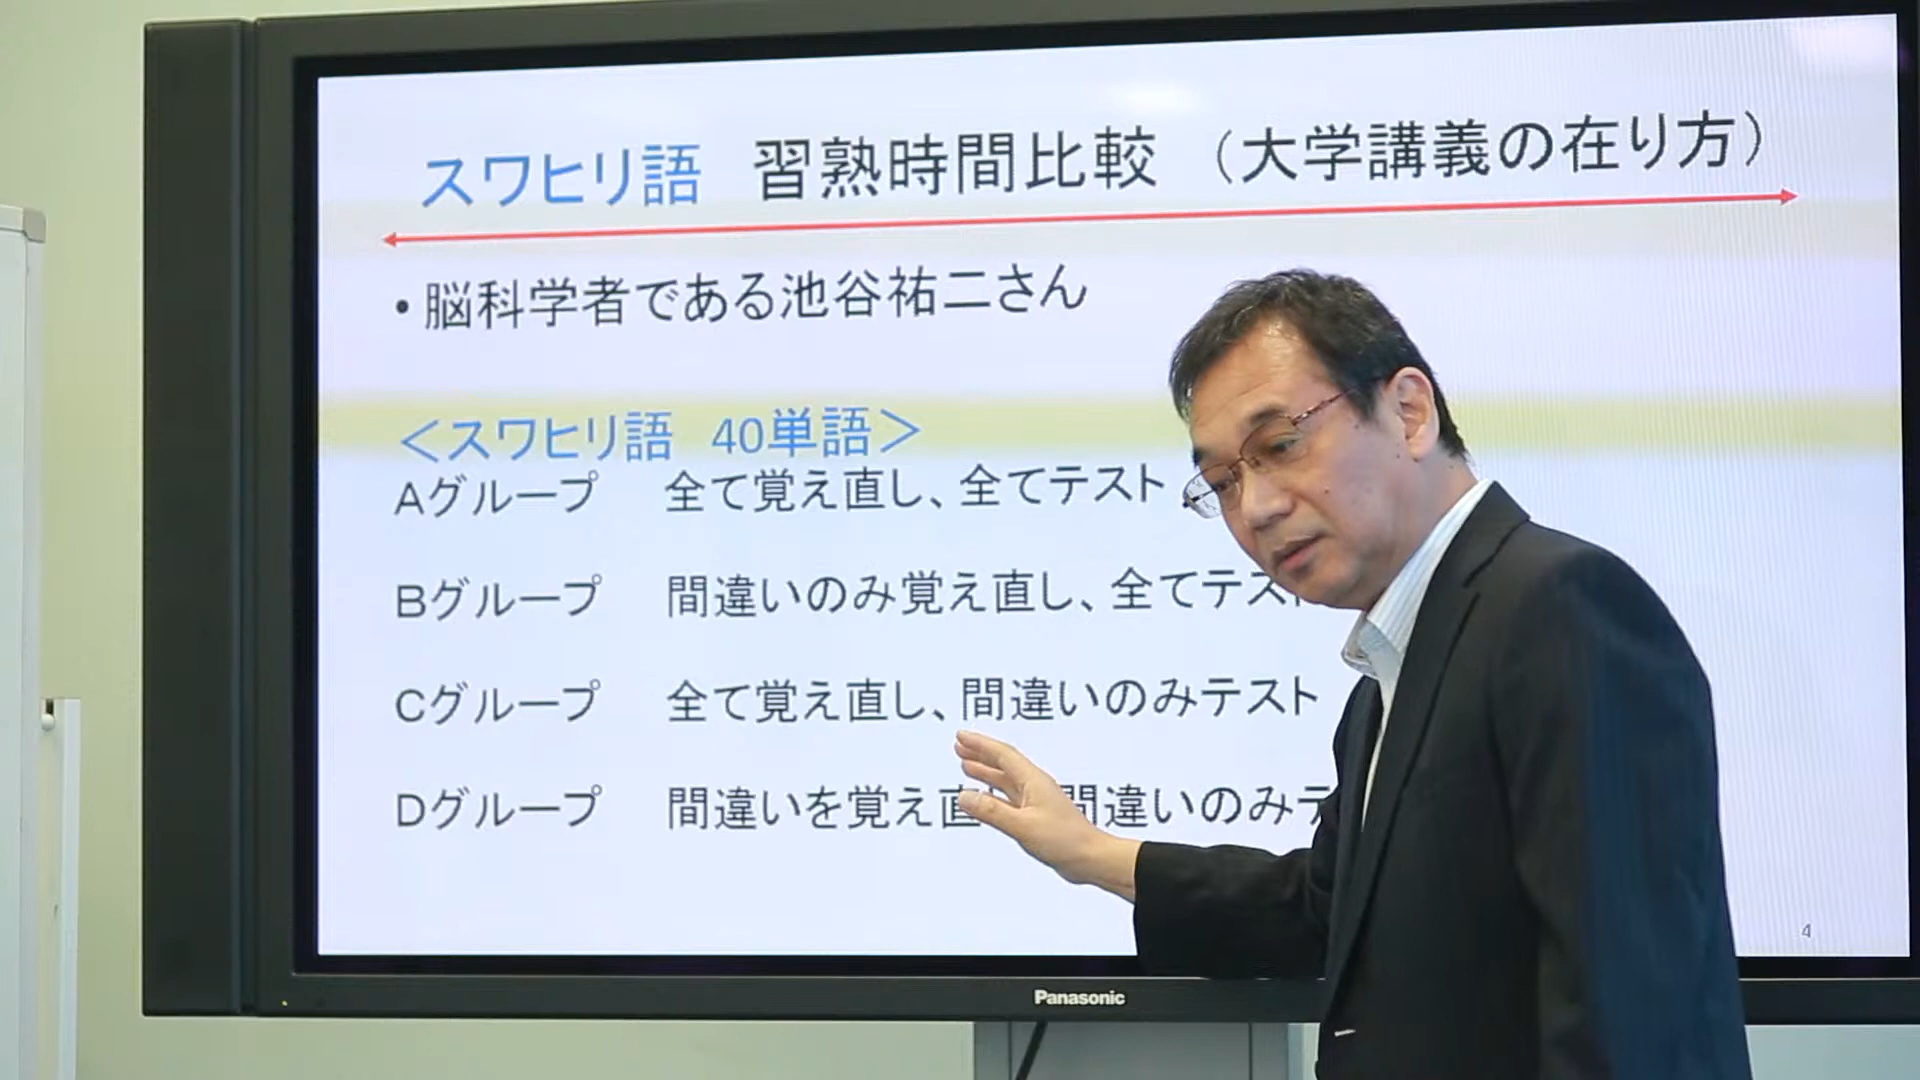 スワヒリ語 習熟時間比較 （大学講義の在り方）
・脳科学者である池谷祐二さん
＜スワヒリ語 40単語＞
Aグループ 全て覚え直し、全てテスト
Bグループ 間違いのみ覚え直し、全てテス
Cグループ 全て覚え直し、間違いのみテスト
Dグループ 間違いを覚え直 間違いのみテ
4
Panasonic